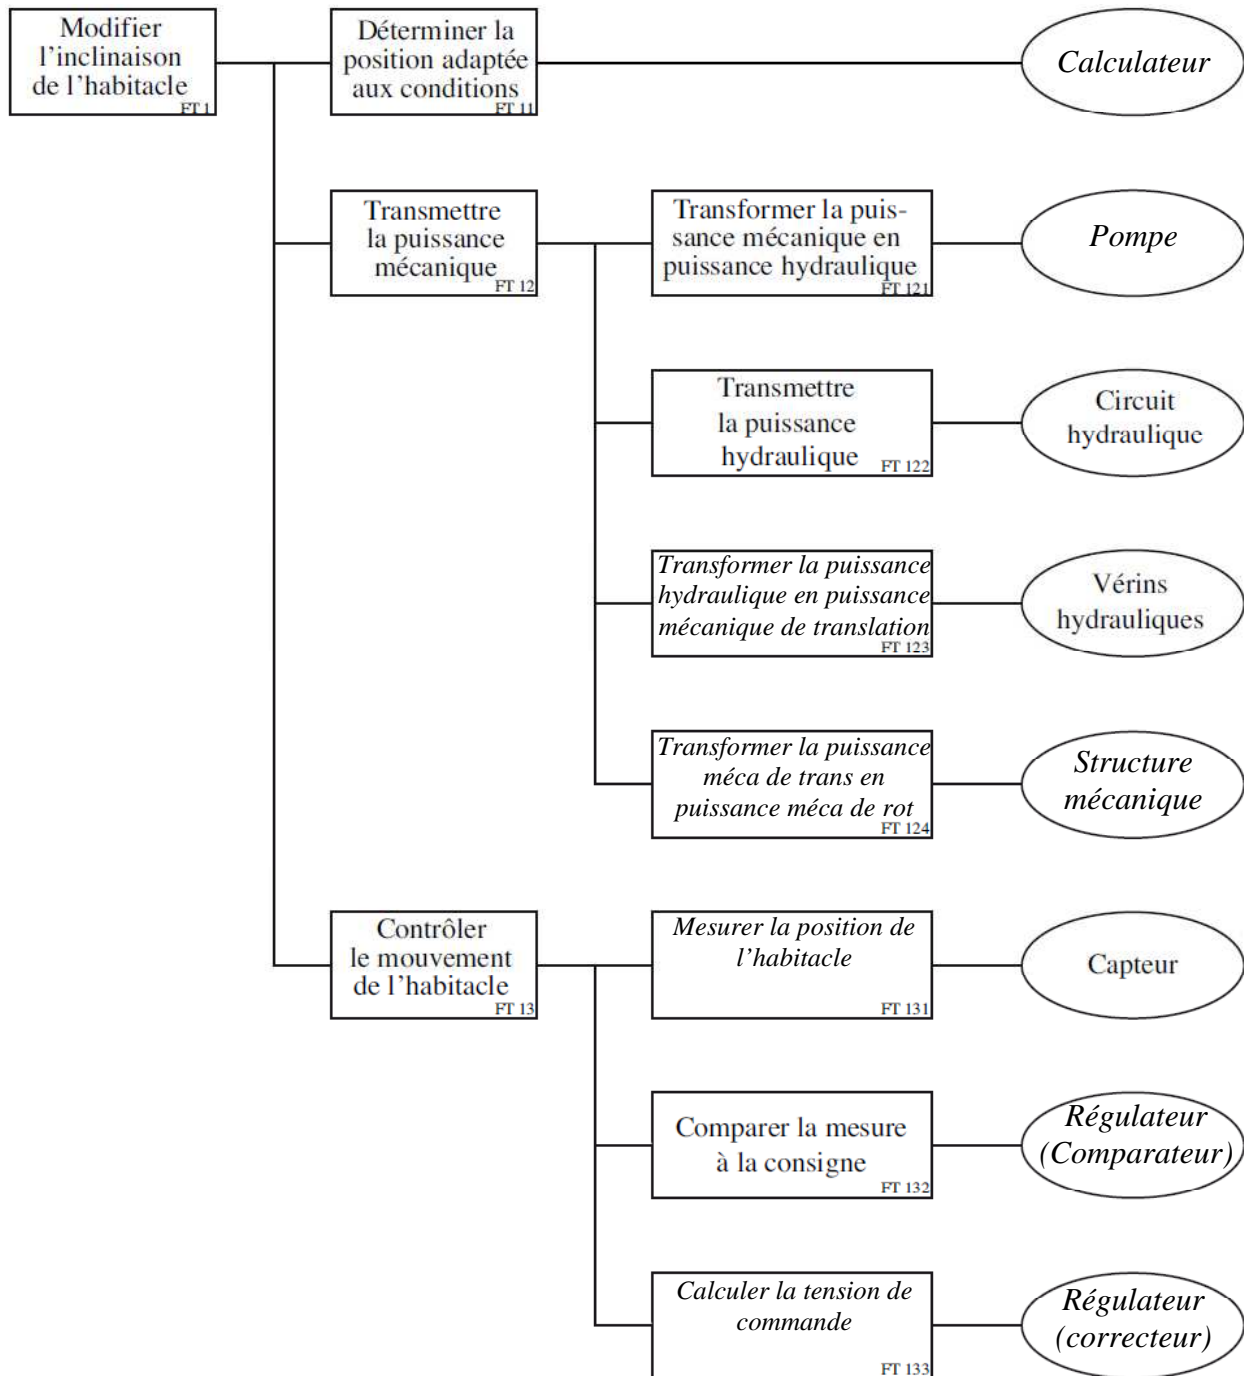 Modifier
l'inclinaison
de l'habitacle
FT 1
Déterminer la
position adaptée
aux conditions
FT 11
Calculateur
Transmettre
la puissance
mécanique
FT 12
Transformer la puis-
sance mécanique en
puissance hydraulique
FT 121
Pompe
Transmettre
la puissance
hydraulique
FT 122
Circuit
hydraulique
Transformer la puissance
hydraulique en puissance
mécanique de translation
FT 123
Vérins
hydrauliques
Transformer la puissance
méca de trans en
puissance méca de rot
FT 124
Structure
mécanique
Contrôler
le mouvement
de l'habitacle
FT 13
Mesurer la position de
l'habitacle
FT 131
Capteur
Comparer la mesure
à la consigne
FT 132
Régulateur
(Comparateur)
Calculer la tension de
commande
FT 133
Régulateur
(correcteur)